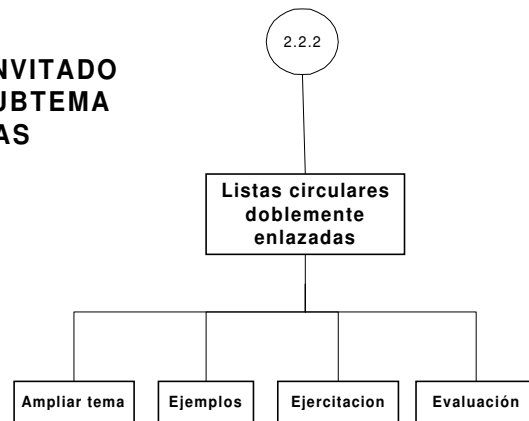 2.2.2
NVITADO
UBTEMA
AS
Listas circulares
doblemente
enlazadas
Ampliar tema
Ejemplos
Ejercitacion
Evaluación